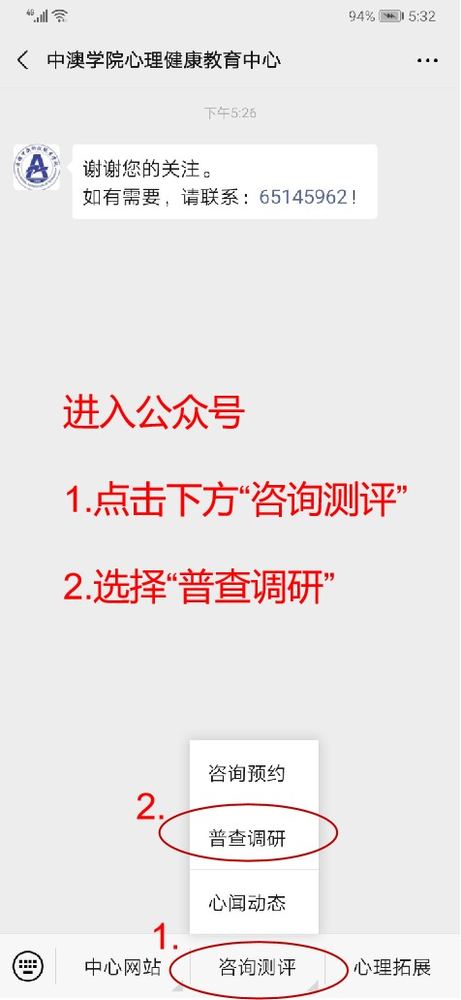 4G
94%
5:32
中澳学院心理健康教育中心
下午5:26
谢谢您的关注。
如有需要，请联系：65145962！
进入公众号
1.点击下方“咨询测评”
2.选择“普查调研”
咨询预约
2.
普查调研
心闻动态
1.
中心网站
咨询测评
心理拓展